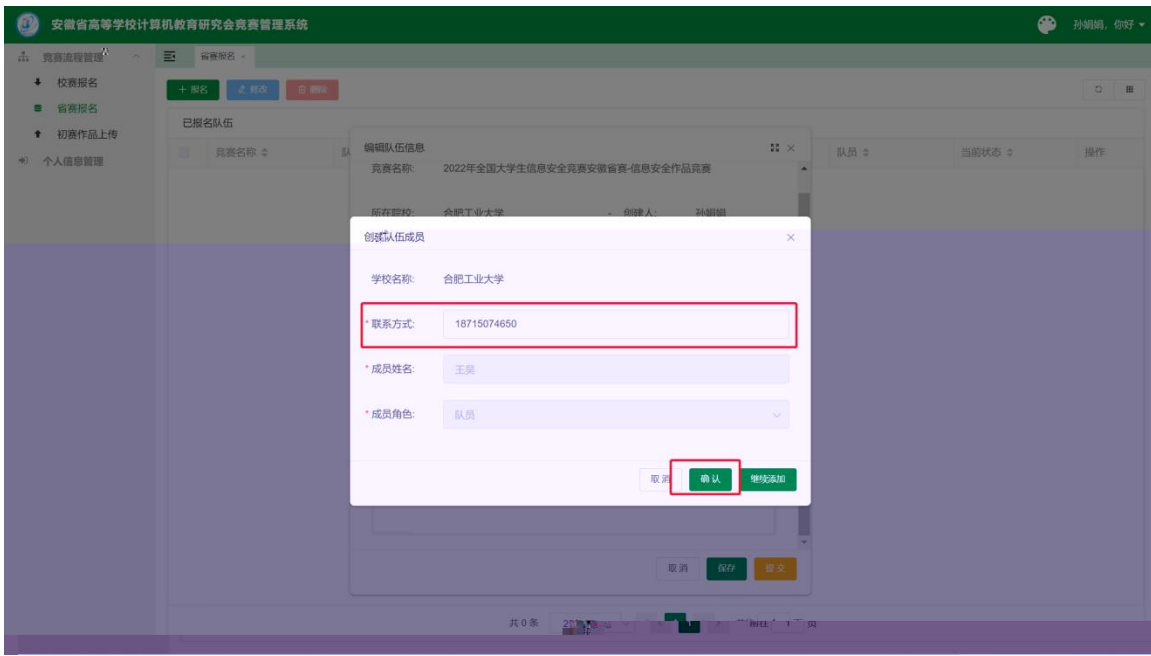 安徽省高等学校计算机教育研究会竞赛管理系统
孙娟娟，你好
竞赛流程管理
校赛报名
省赛报名
初赛作品上传
个人信息管理
省赛报名
+ 报名
修改
删除
已报名队伍
竞赛名称
队员
当前状态
操作
编辑队伍信息
竞赛名称: 2022年全国大学生信息安全竞赛安徽省赛-信息安全作品竞赛
所在院校: 合肥工业大学 - 创建人: 孙娟娟
创建队伍成员
学校名称: 合肥工业大学
* 联系方式: 18715074650
* 成员姓名: 王昊
* 成员角色: 队员
取消 确认 继续添加
取消 保存 提交
共 0 条
1
页